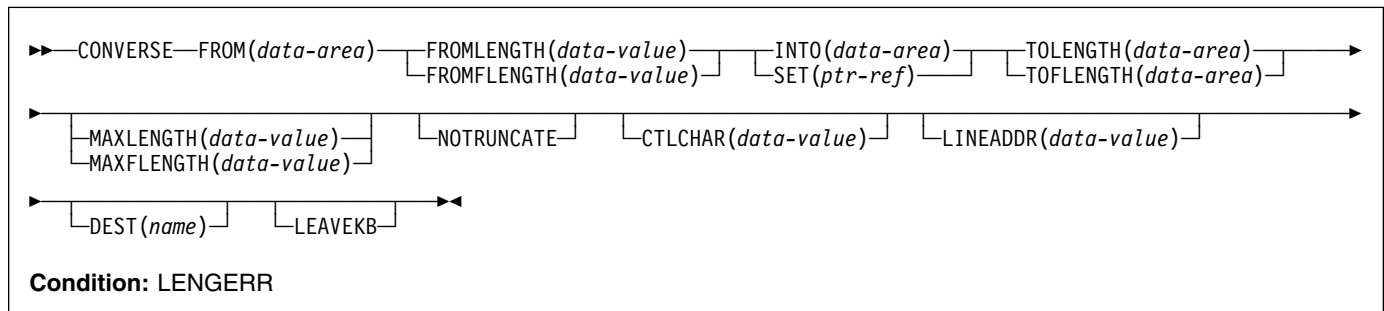 CONVERSE FROM(data-area) FROMLENGTH(data-value) INTO(data-area) TOLENGTH(data-area)
FROMFLENGTH(data-value) SET(ptr-ref) TOFLENGTH(data-area)
MAXLENGTH(data-value) NOTRUNCATE CTLCHAR(data-value) LINEADDR(data-value)
MAXFLENGTH(data-value)
DEST(name) LEAVEKB
Condition: LENGERR